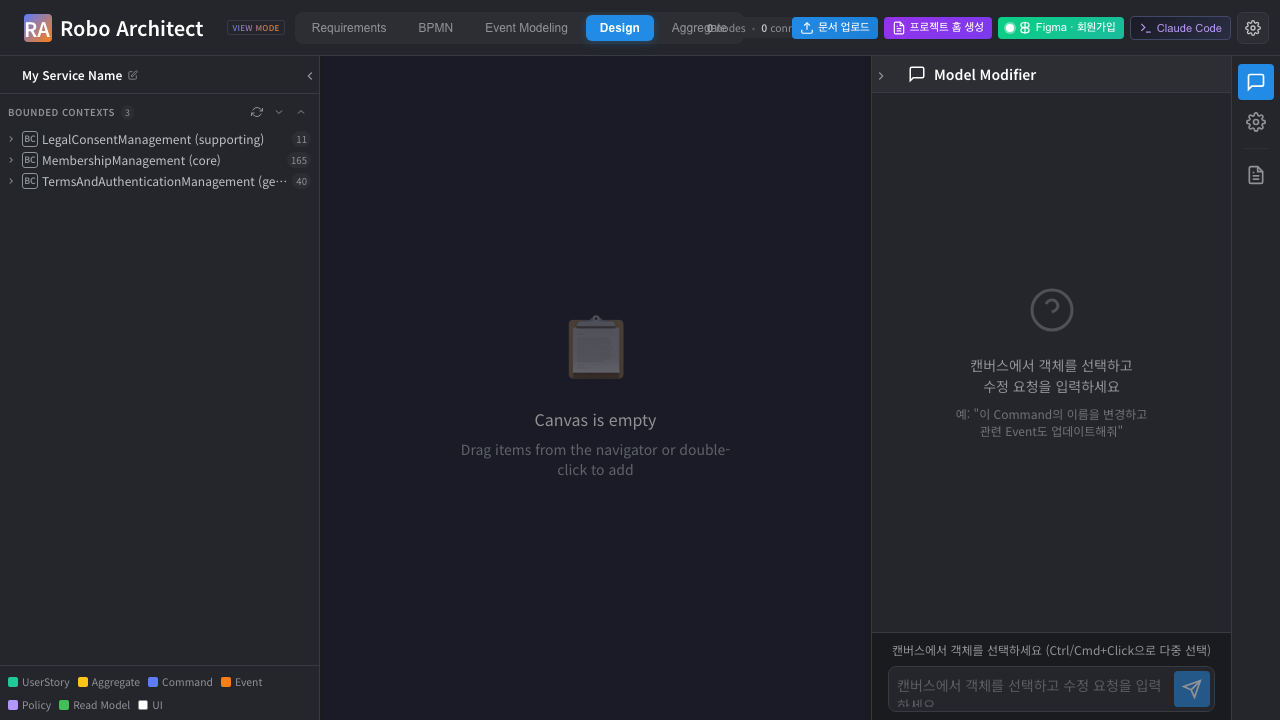 RA Robo Architect
VIEW MODE
Requirements
BPMN
Event Modeling
Design
Aggregate
0 nodes · 0 conn
문서 업로드
프로젝트 홈 생성
Figma · 회원가입
Claude Code
My Service Name
BOUNDED CONTEXTS 3
BC LegalConsentManagement (supporting) 11
BC MembershipManagement (core) 165
BC TermsAndAuthenticationManagement (ge… 40
UserStory
Aggregate
Command
Event
Policy
Read Model
UI
Canvas is empty
Drag items from the navigator or double-
click to add
Model Modifier
캔버스에서 객체를 선택하고
수정 요청을 입력하세요
예: "이 Command의 이름을 변경하고
관련 Event도 업데이트해줘"
캔버스에서 객체를 선택하세요 (Ctrl/Cmd+Click으로 다중 선택)
캔버스에서 객체를 선택하고 수정 요청을 입력
하세요